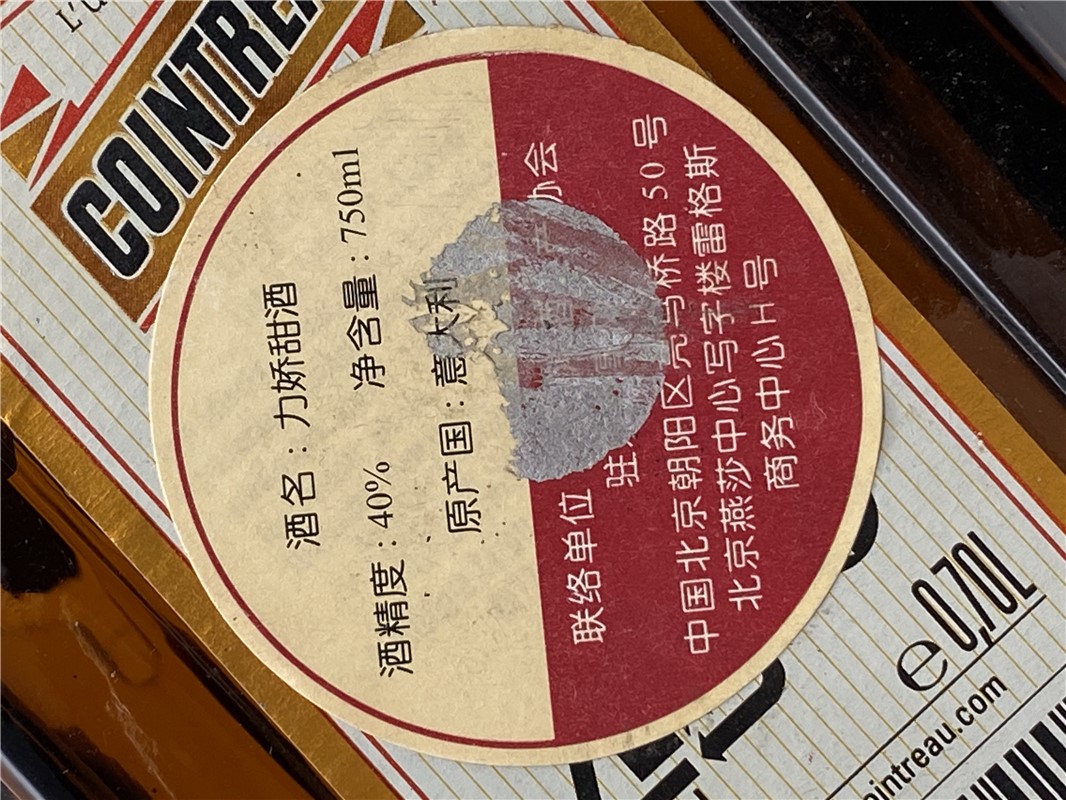 COINTRE
酒名：力娇甜酒
酒精度：40% 净含量：750ml
原产国：意大利
联络单位
驻 办会
中国北京朝阳区亮马桥路50号
北京燕莎中心写字楼雷格斯
商务中心H号
e 0,70L
ointreau.com